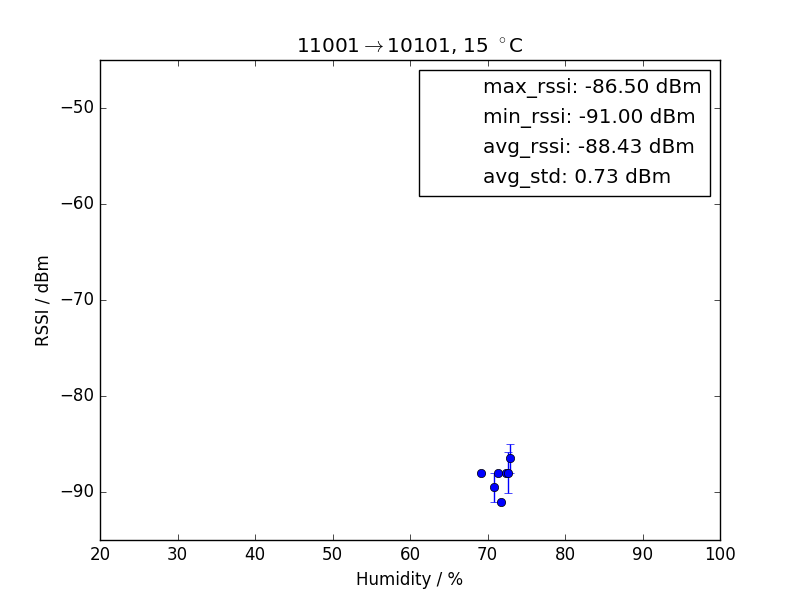 11001→10101, 15 °C
max_rssi: -86.50 dBm
min_rssi: -91.00 dBm
avg_rssi: -88.43 dBm
avg_std: 0.73 dBm
RSSI / dBm
−50
−60
−70
−80
−90
20 30 40 50 60 70 80 90 100
Humidity / %